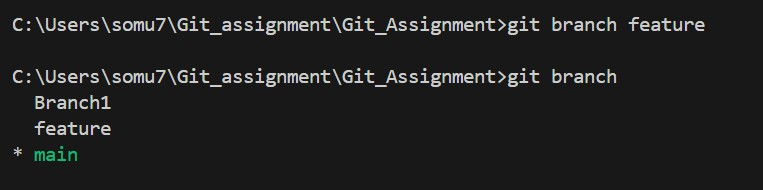 C:\Users\somu7\Git_assignment\Git_Assignment>git branch feature
C:\Users\somu7\Git_assignment\Git_Assignment>git branch
  Branch1
  feature
* main